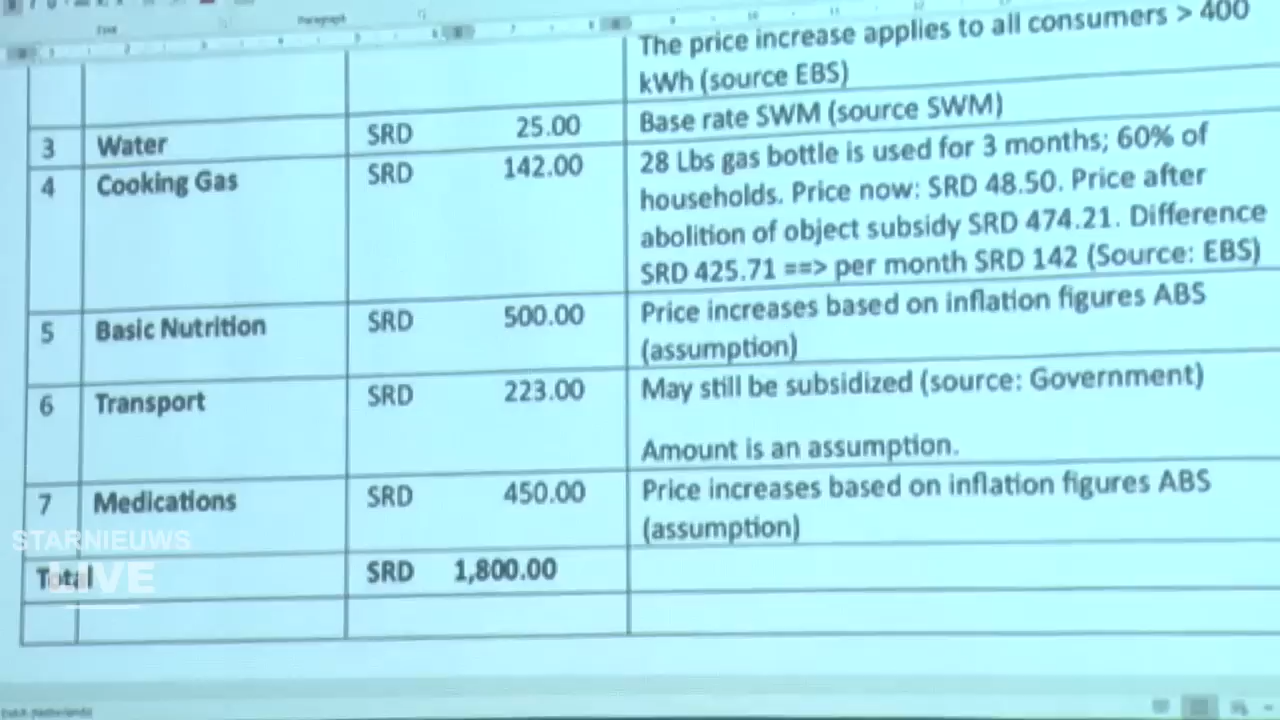 The price increase applies to all consumers > 400
kWh (source EBS)
3 Water SRD 25.00 Base rate SWM (source SWM)
4 Cooking Gas SRD 142.00 28 Lbs gas bottle is used for 3 months; 60% of
households. Price now: SRD 48.50. Price after
abolition of object subsidy SRD 474.21. Difference
SRD 425.71 ==> per month SRD 142 (Source: EBS)
5 Basic Nutrition SRD 500.00 Price increases based on inflation figures ABS
(assumption)
6 Transport SRD 223.00 May still be subsidized (source: Government)
Amount is an assumption.
7 Medications SRD 450.00 Price increases based on inflation figures ABS
(assumption)
STARNIEUWS
LIVE
Total SRD 1,800.00